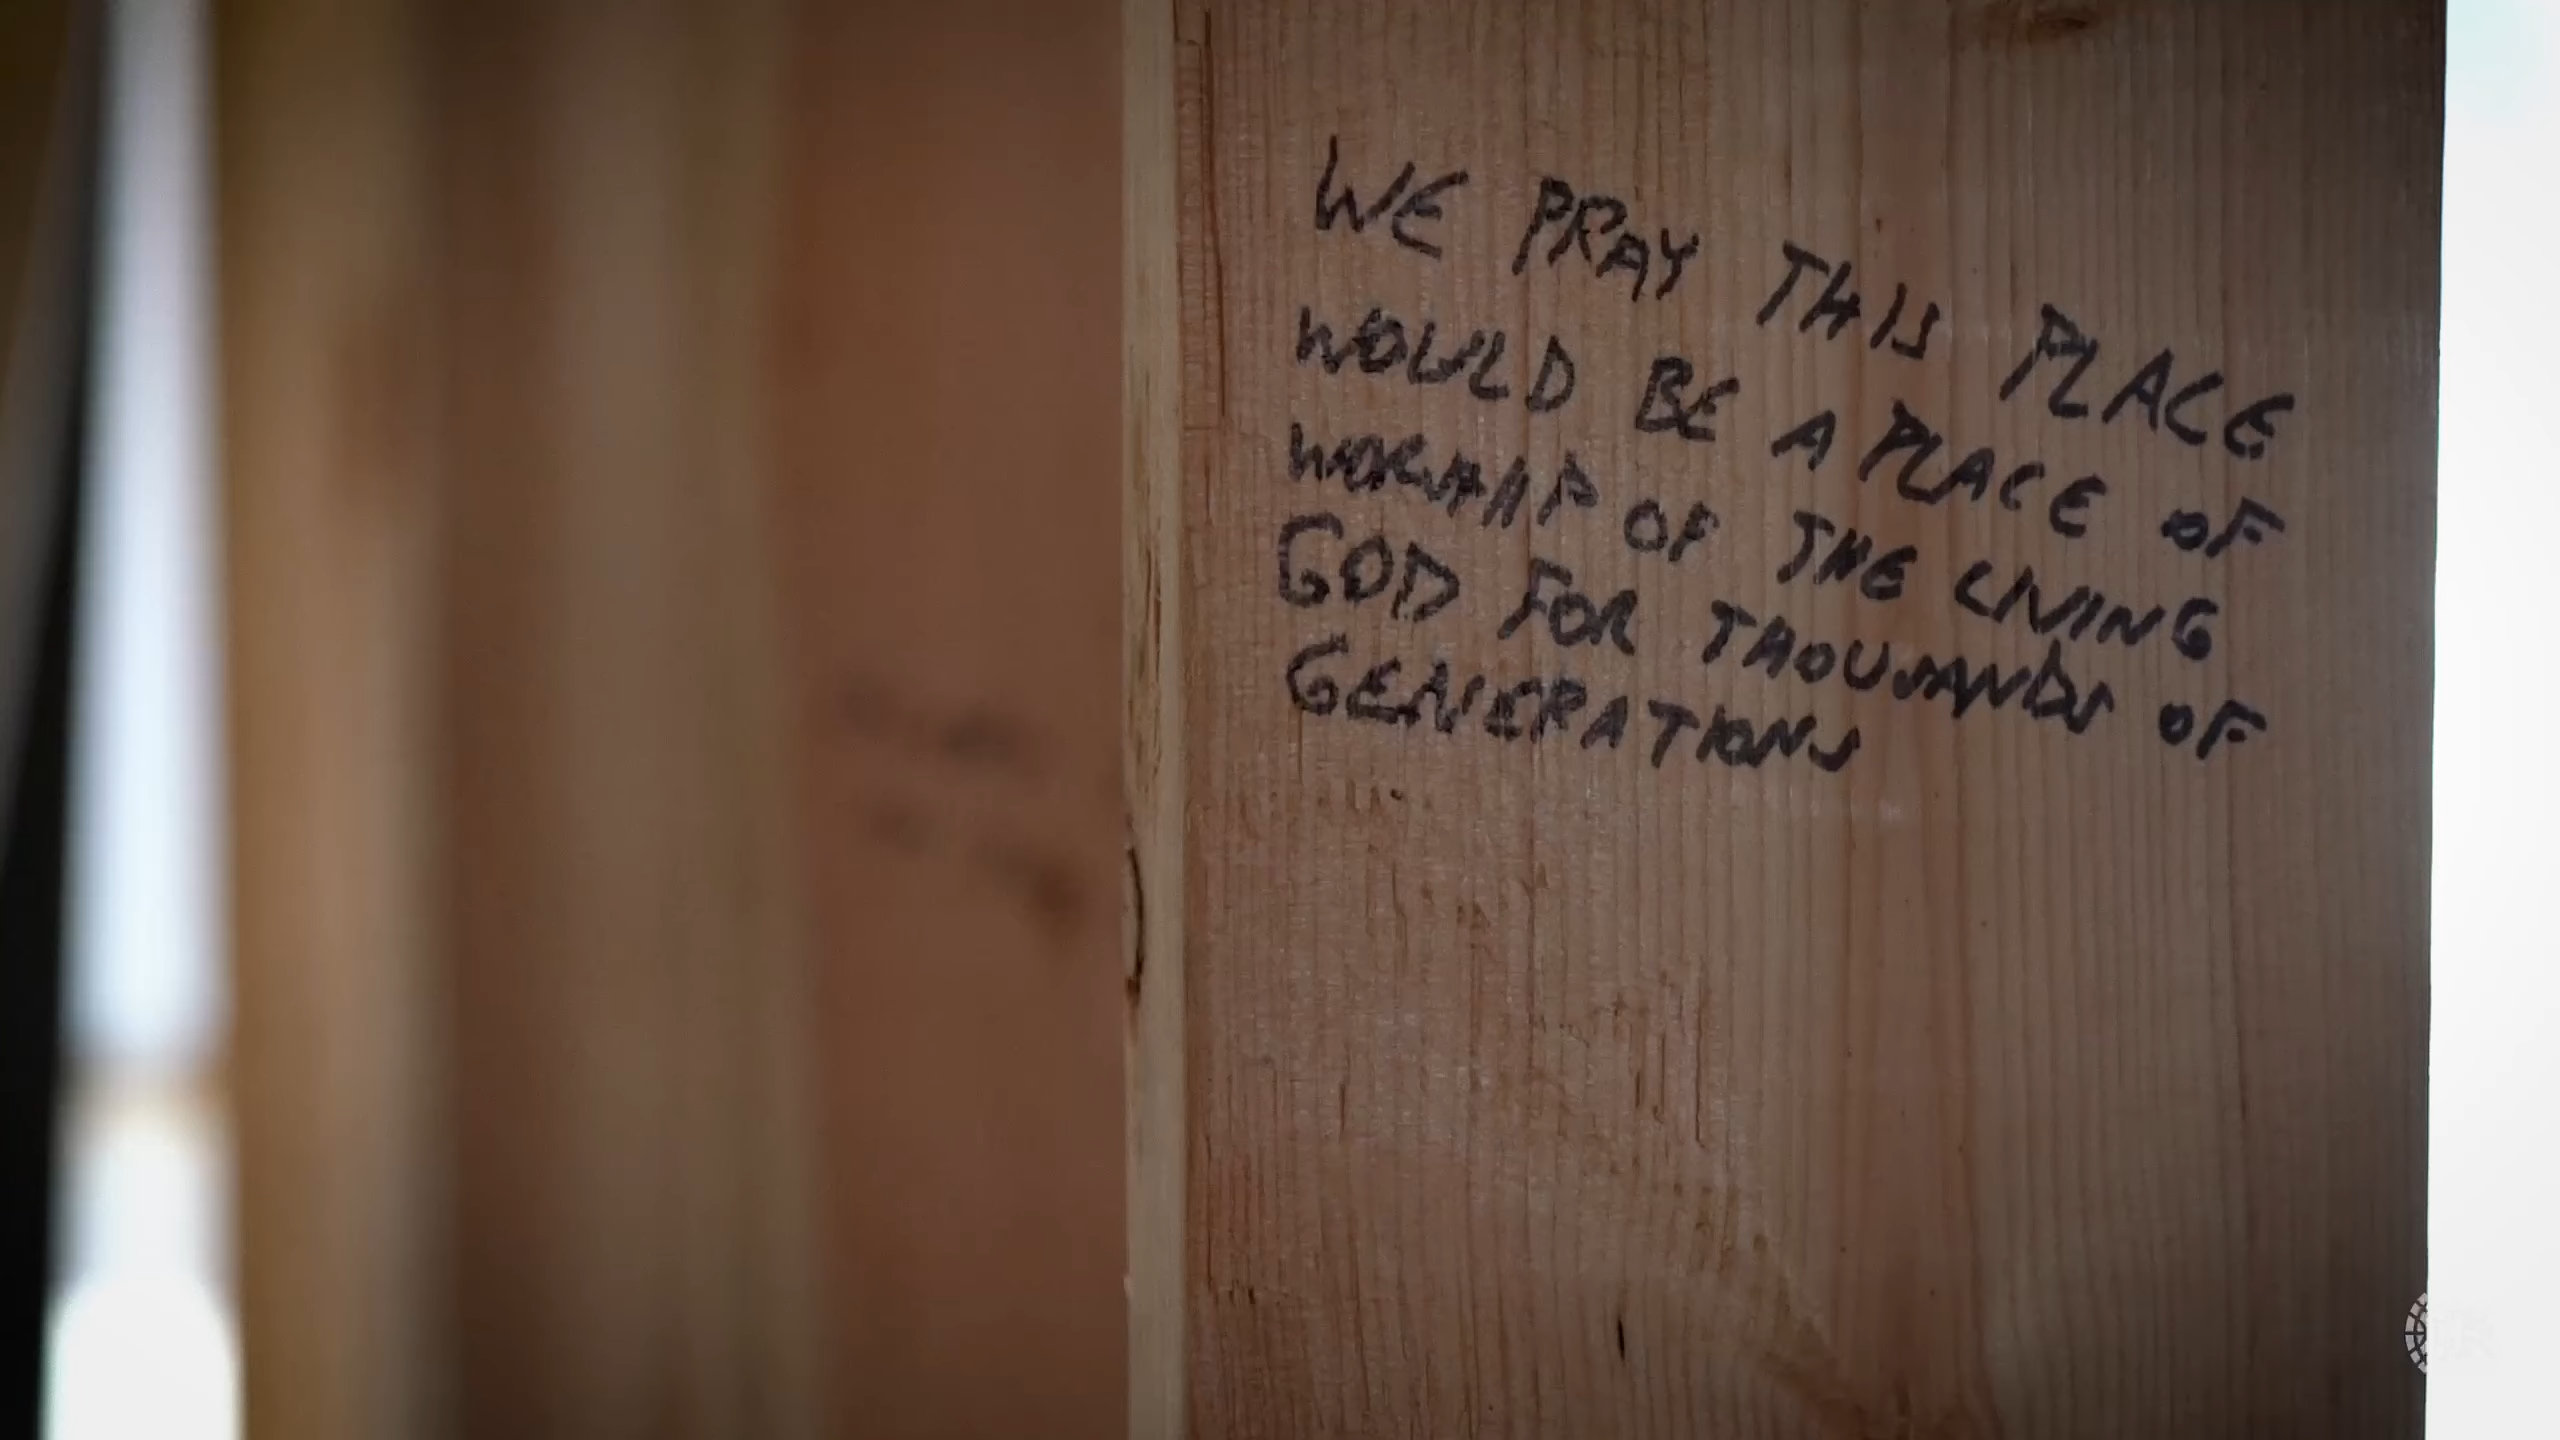 WE PRAY THIS PLACE
WOULD BE A PLACE OF
WORSHIP OF THE LIVING
GOD FOR THOUSANDS OF
GENERATIONS